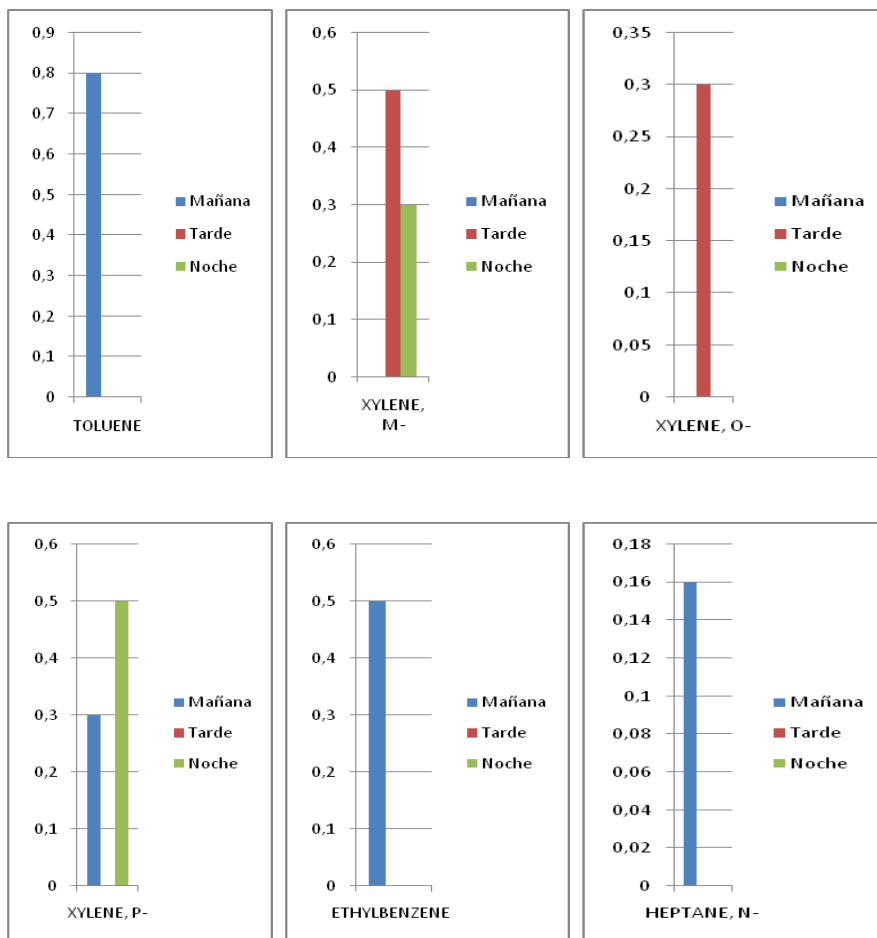 0,9
0,8
0,7
0,6
0,5
0,4
0,3
0,2
0,1
0
Mañana
Tarde
Noche
TOLUENE
0,6
0,5
0,4
0,3
0,2
0,1
0
Mañana
Tarde
Noche
XYLENE,
M-
0,35
0,3
0,25
0,2
0,15
0,1
0,05
0
Mañana
Tarde
Noche
XYLENE, O-
0,6
0,5
0,4
0,3
0,2
0,1
0
Mañana
Tarde
Noche
XYLENE, P-
0,6
0,5
0,4
0,3
0,2
0,1
0
Mañana
Tarde
Noche
ETHYLBENZENE
0,18
0,16
0,14
0,12
0,1
0,08
0,06
0,04
0,02
0
Mañana
Tarde
Noche
HEPTANE, N-